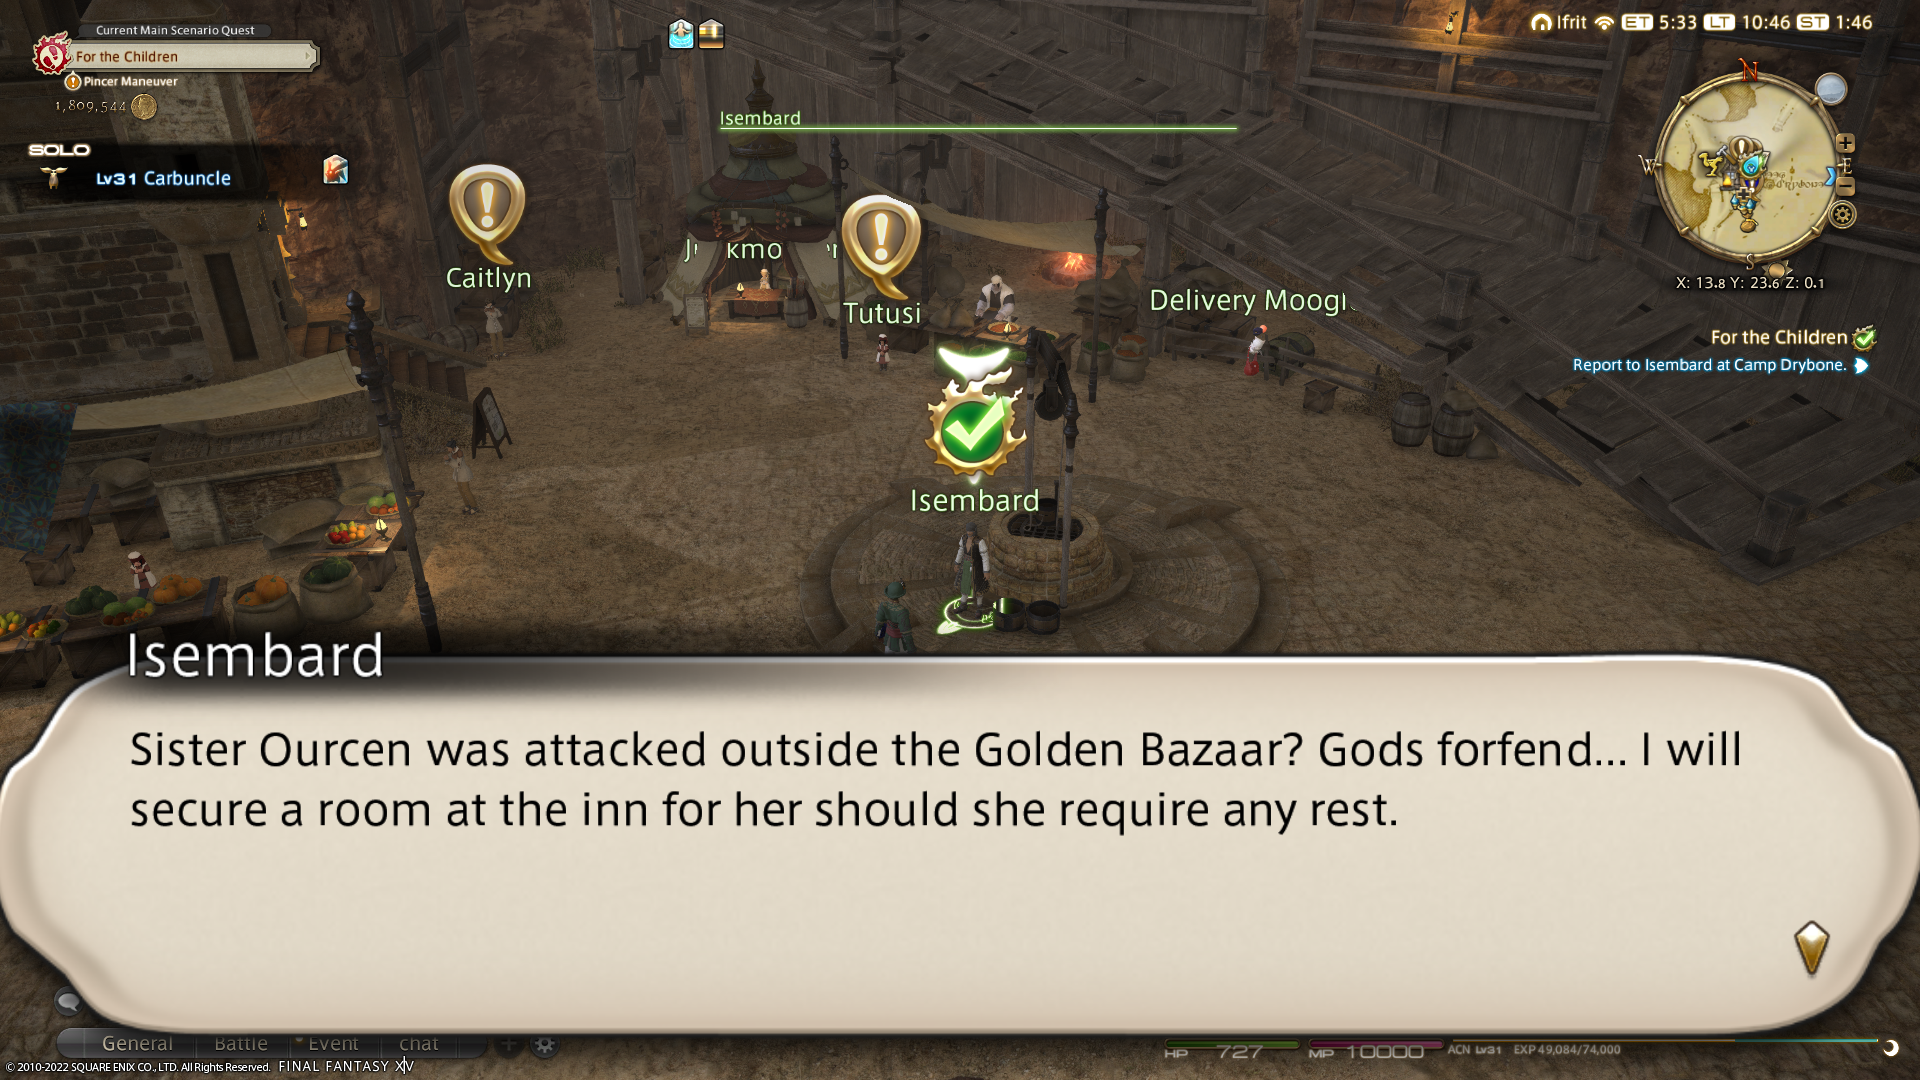 Current Main Scenario Quest
For the Children
Pincer Maneuver
1,809,544
SOLO
Lv31 Carbuncle
Isembard
Ifrit ET 5:33 LT 10:46 ST 1:46
N
W
E
S
X: 13.8 Y: 23.6 Z: 0.1
For the Children
Report to Isembard at Camp Drybone.
Caitlyn
kmo
Tutusi
Delivery Moogl
Isembard
Isembard
Sister Ourcen was attacked outside the Golden Bazaar? Gods forfend... I will
secure a room at the inn for her should she require any rest.
General Battle Event chat
HP 727 MP 10000 ACN Lv31 EXP 49,084/74,000
© 2010-2022 SQUARE ENIX CO., LTD. All Rights Reserved. FINAL FANTASY XIV